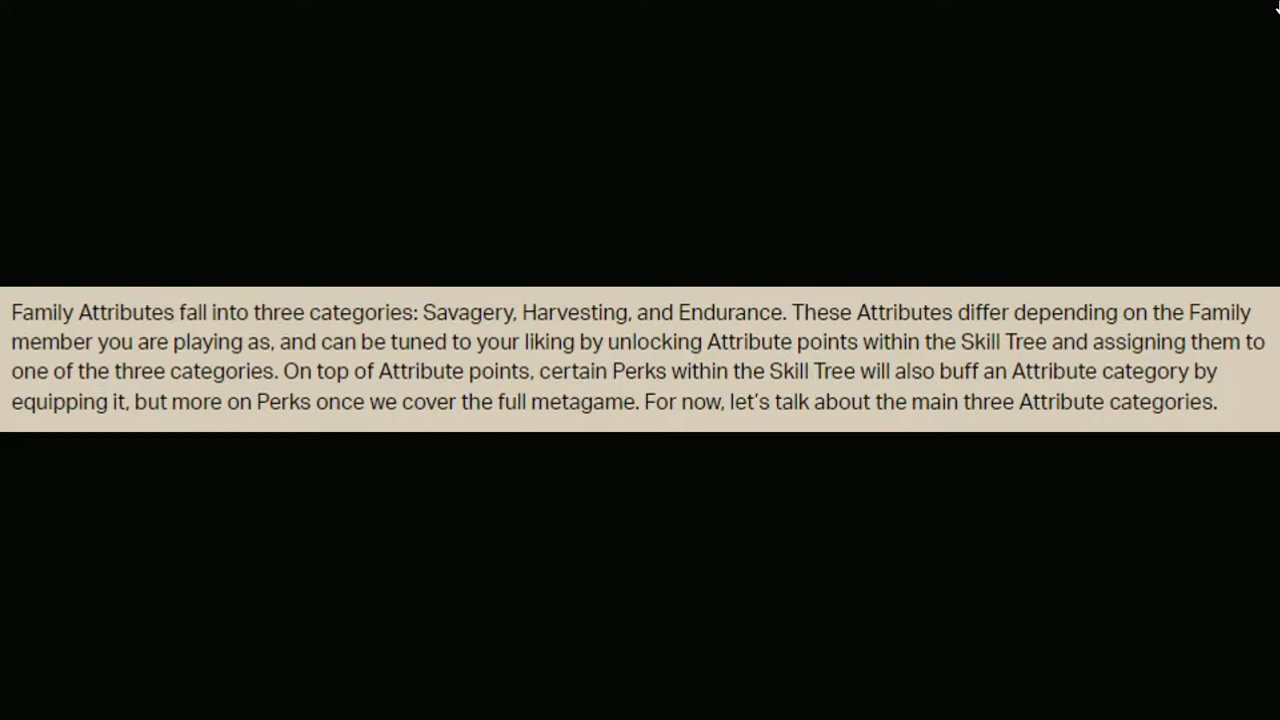 Family Attributes fall into three categories: Savagery, Harvesting, and Endurance. These Attributes differ depending on the Family
member you are playing as, and can be tuned to your liking by unlocking Attribute points within the Skill Tree and assigning them to
one of the three categories. On top of Attribute points, certain Perks within the Skill Tree will also buff an Attribute category by
equipping it, but more on Perks once we cover the full metagame. For now, let’s talk about the main three Attribute categories.